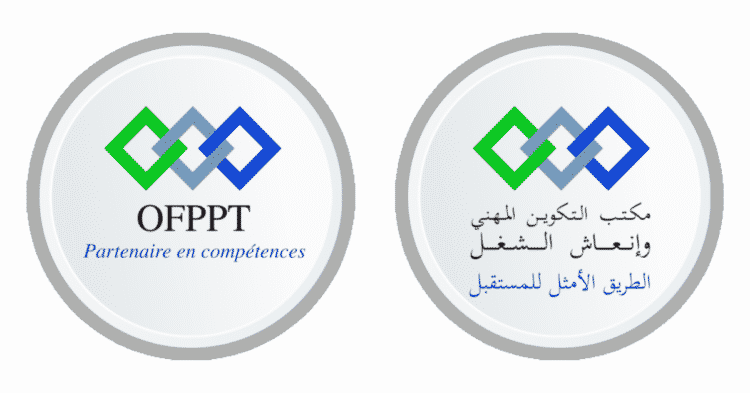 OFPPT
Partenaire en compétences
مكتب التكوين المهني
وإنعاش الشغل
الطريق الأمثل للمستقبل